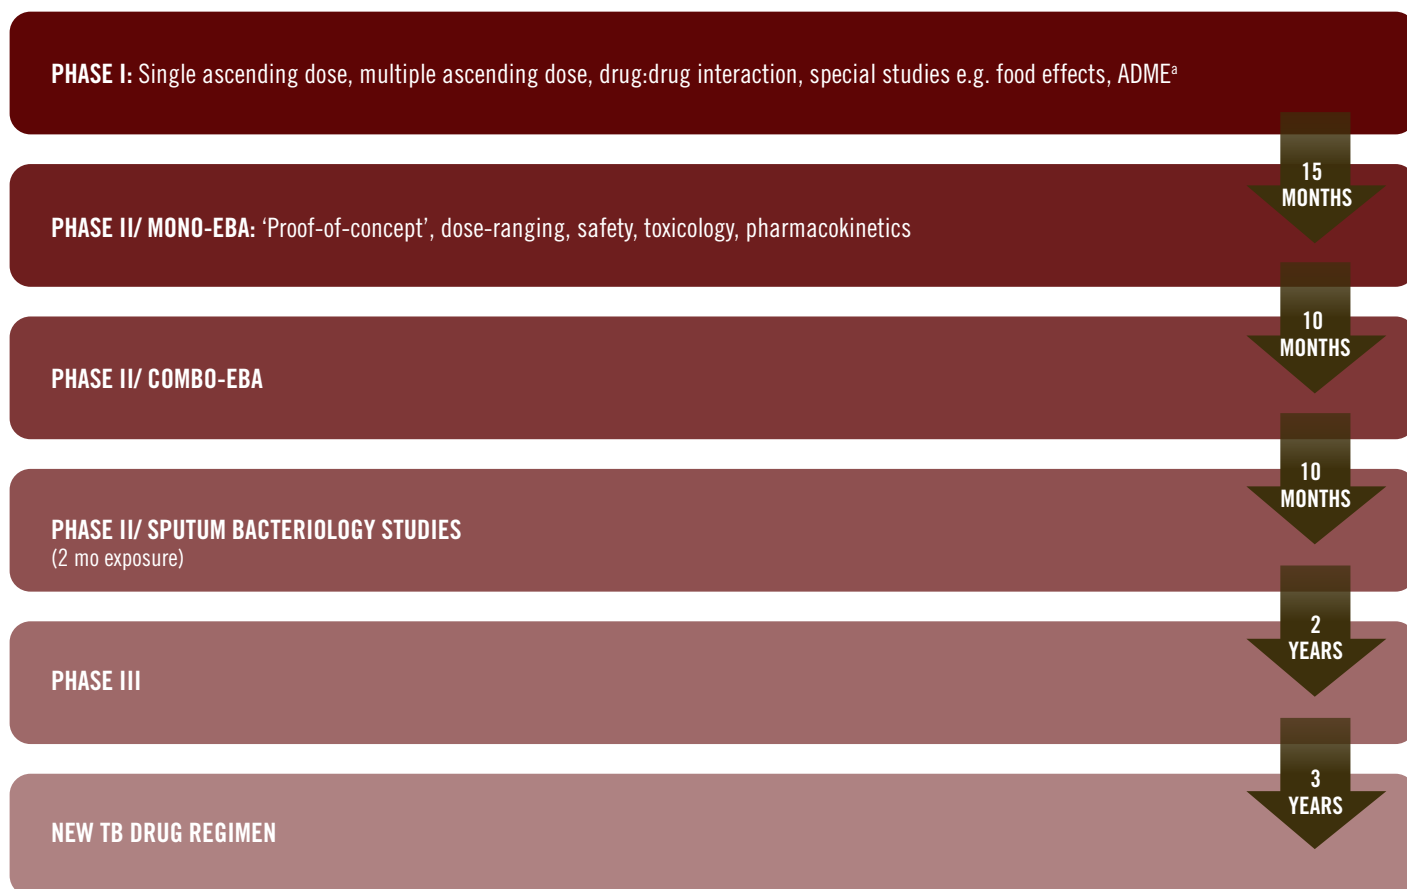 PHASE I: Single ascending dose, multiple ascending dose, drug:drug interaction, special studies e.g. food effects, ADMEª
15
MONTHS
PHASE II/ MONO-EBA: ‘Proof-of-concept’, dose-ranging, safety, toxicology, pharmacokinetics
10
MONTHS
PHASE II/ COMBO-EBA
10
MONTHS
PHASE II/ SPUTUM BACTERIOLOGY STUDIES
(2 mo exposure)
2
YEARS
PHASE III
3
YEARS
NEW TB DRUG REGIMEN